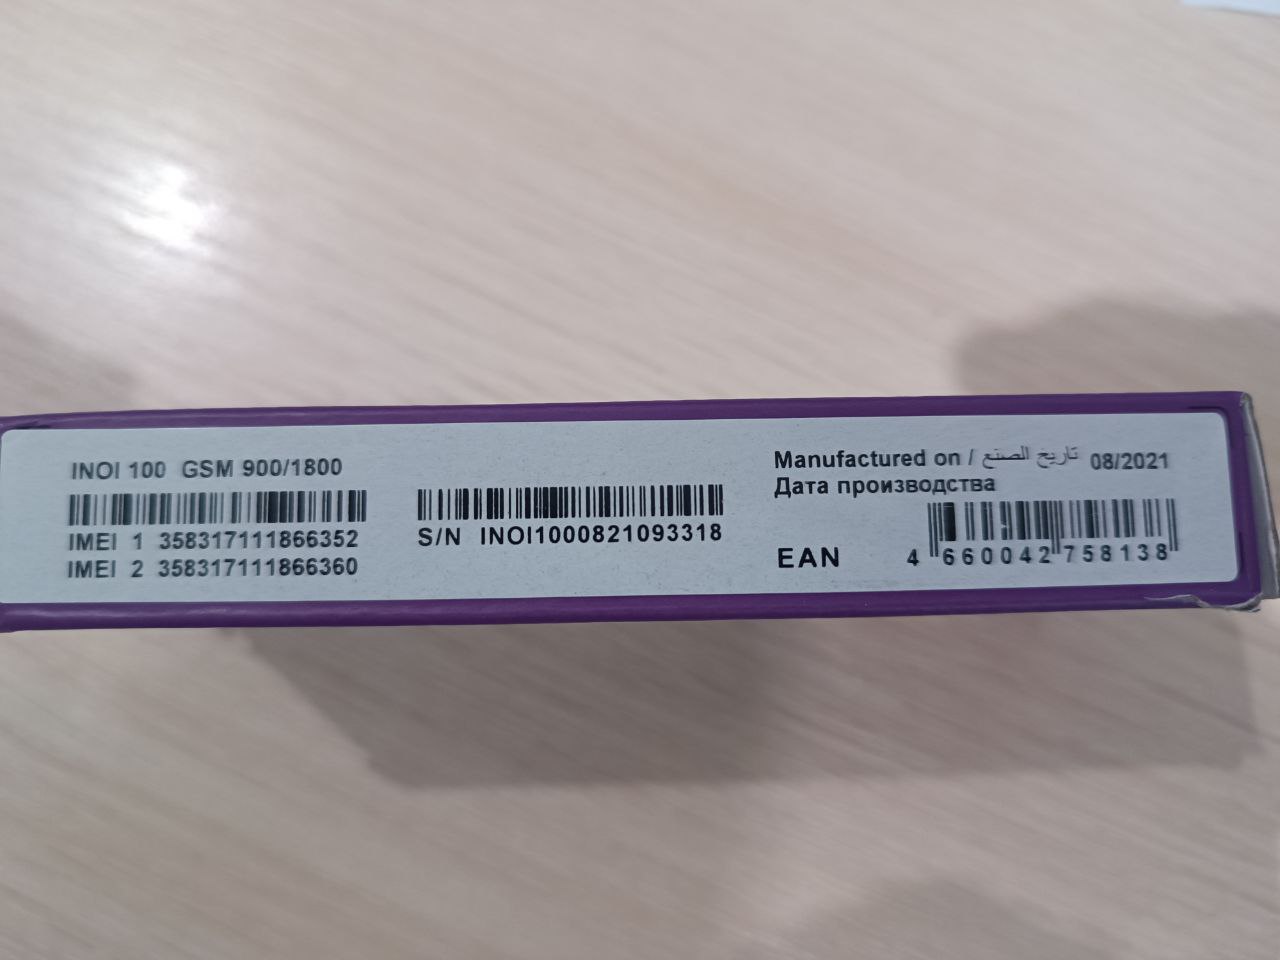 INOI 100 GSM 900/1800
IMEI 1 358317111866352
IMEI 2 358317111866360
S/N INOI1000821093318
Manufactured on / تاريخ الصنع 08/2021
Дата производства
EAN 4 660042 758138